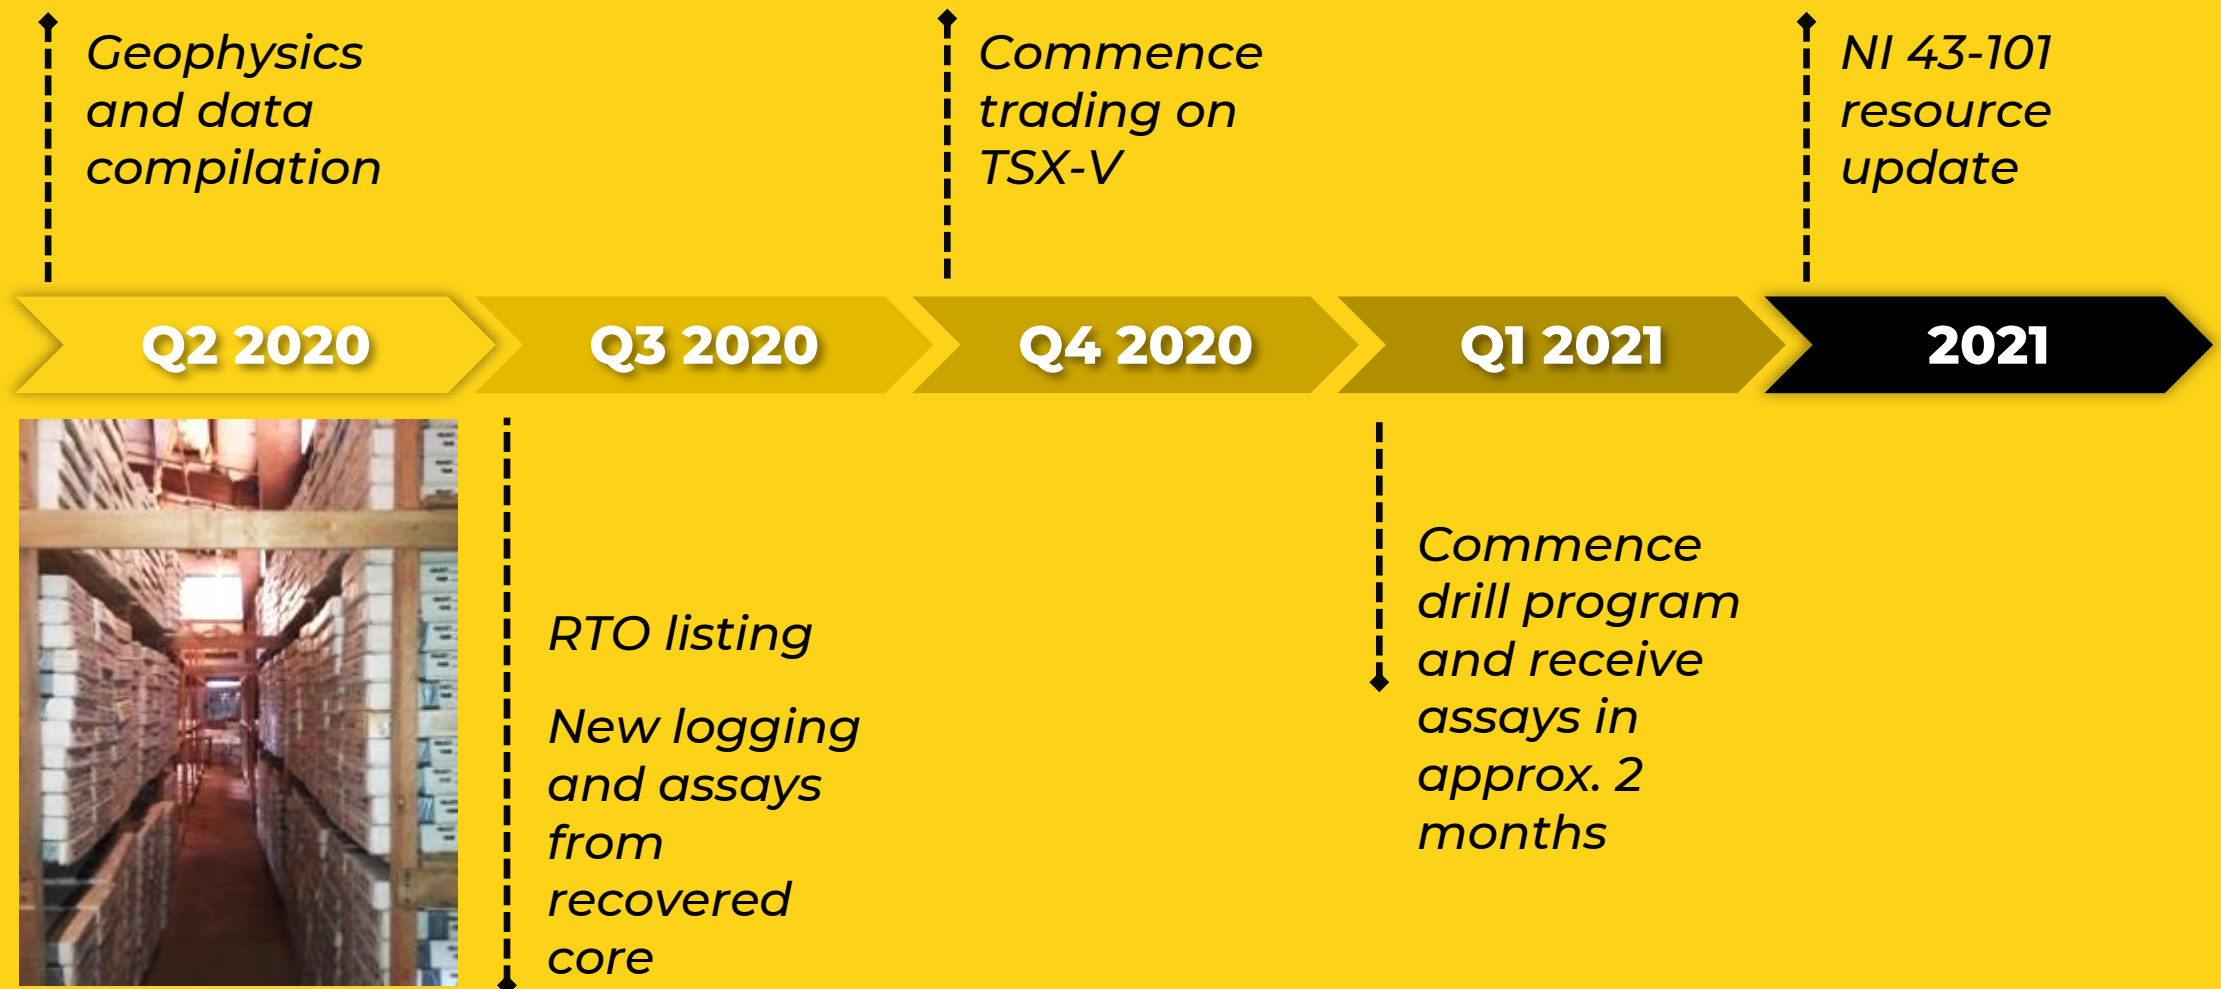 Geophysics
and data
compilation
Commence
trading on
TSX-V
NI 43-101
resource
update
Q2 2020
Q3 2020
Q4 2020
Q1 2021
2021
RTO listing
New logging
and assays
from
recovered
core
Commence
drill program
and receive
assays in
approx. 2
months